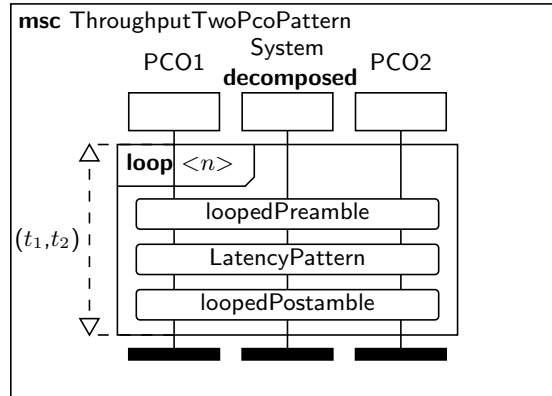 msc ThroughputTwoPcoPattern
System
PCO1
PCO2
decomposed
loop <n>
loopedPreamble
(t₁,t₂)
LatencyPattern
loopedPostamble